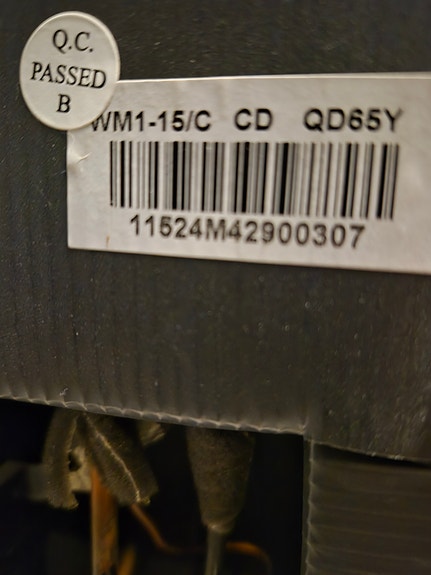 Q.C.
PASSED
B
WM1-15/C CD QD65Y
11524M42900307